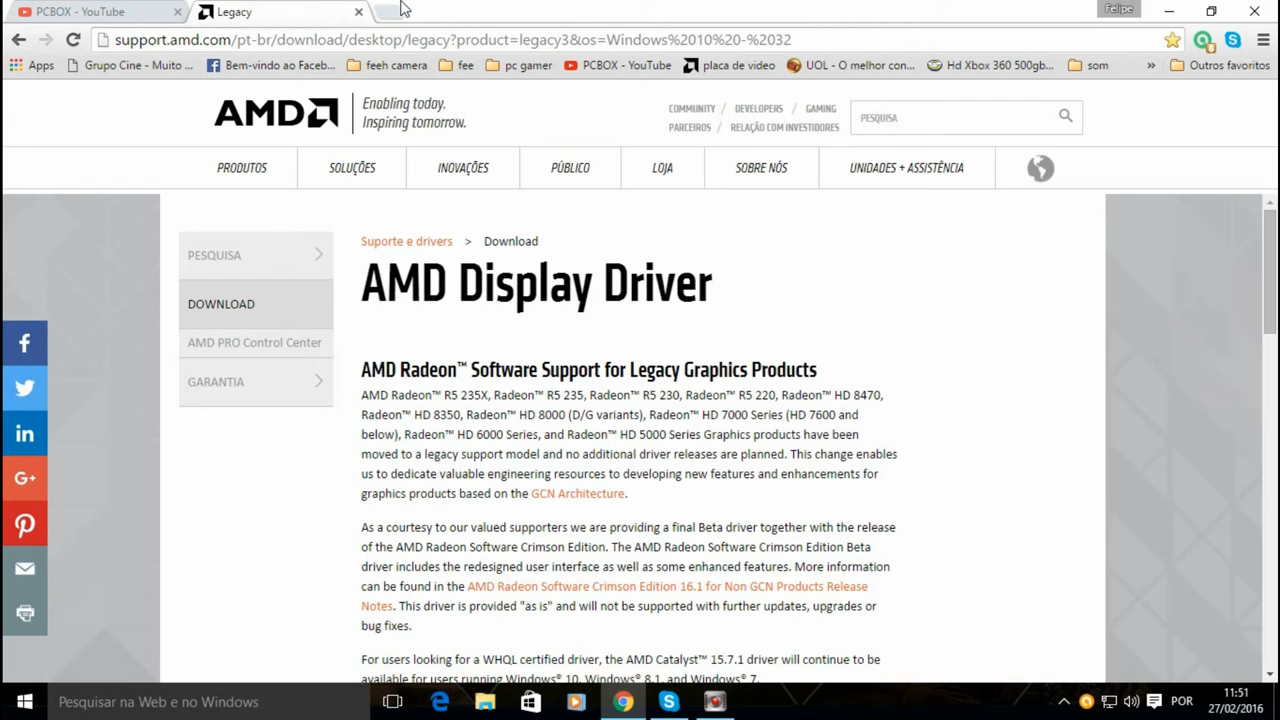 PCBOX - YouTube
Legacy
Felipe
support.amd.com/pt-br/download/desktop/legacy?product=legacy3&os=Windows%2010%20-%2032
Apps Grupo Cine - Muito ... Bem-vindo ao Faceb... feeh camera fee pc gamer PCBOX - YouTube placa de video UOL - O melhor con... Hd Xbox 360 500gb... som » Outros favoritos
AMD
Enabling today.
Inspiring tomorrow.
COMMUNITY / DEVELOPERS / GAMING
PARCEIROS / RELAÇÃO COM INVESTIDORES
PESQUISA
PRODUTOS SOLUÇÕES INOVAÇÕES PÚBLICO LOJA SOBRE NÓS UNIDADES + ASSISTÊNCIA
PESQUISA
DOWNLOAD
AMD PRO Control Center
GARANTIA
Suporte e drivers > Download
AMD Display Driver
AMD Radeon™ Software Support for Legacy Graphics Products
AMD Radeon™ R5 235X, Radeon™ R5 235, Radeon™ R5 230, Radeon™ R5 220, Radeon™ HD 8470,
Radeon™ HD 8350, Radeon™ HD 8000 (D/G variants), Radeon™ HD 7000 Series (HD 7600 and
below), Radeon™ HD 6000 Series, and Radeon™ HD 5000 Series Graphics products have been
moved to a legacy support model and no additional driver releases are planned. This change enables
us to dedicate valuable engineering resources to developing new features and enhancements for
graphics products based on the GCN Architecture.
As a courtesy to our valued supporters we are providing a final Beta driver together with the release
of the AMD Radeon Software Crimson Edition. The AMD Radeon Software Crimson Edition Beta
driver includes the redesigned user interface as well as some enhanced features. More information
can be found in the AMD Radeon Software Crimson Edition 16.1 for Non GCN Products Release
Notes. This driver is provided "as is" and will not be supported with further updates, upgrades or
bug fixes.
For users looking for a WHQL certified driver, the AMD Catalyst™ 15.7.1 driver will continue to be
available for users running Windows® 10, Windows® 8.1, and Windows® 7.
Pesquisar na Web e no Windows
POR
11:51
27/02/2016